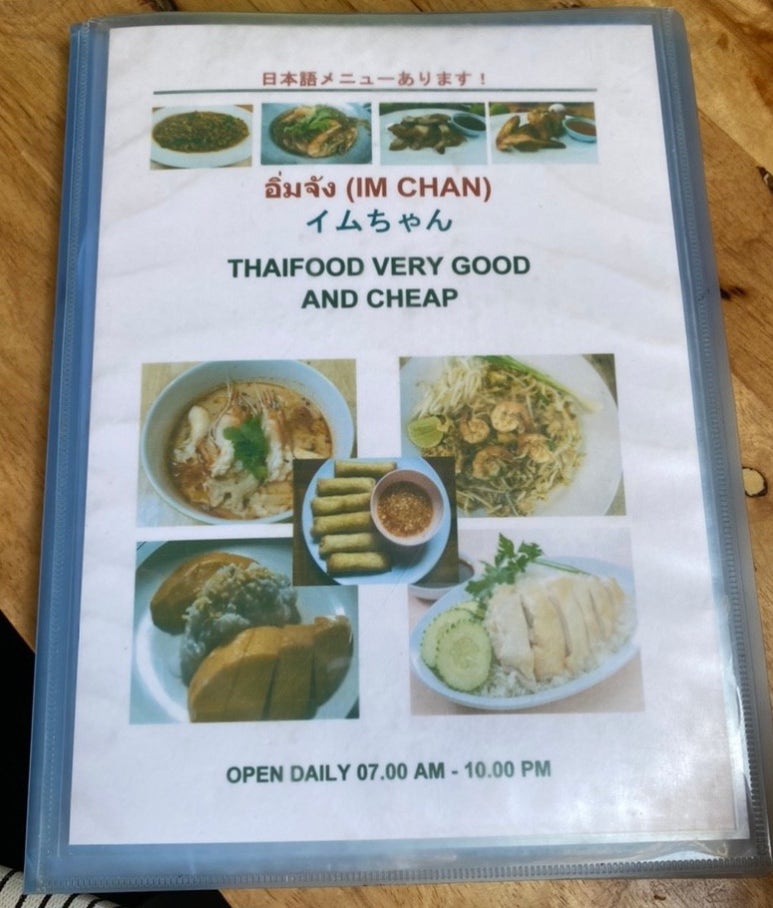 日本語メニューあります！
อิ่มจัง (IM CHAN)
イムちゃん
THAIFOOD VERY GOOD
AND CHEAP
OPEN DAILY 07.00 AM - 10.00 PM